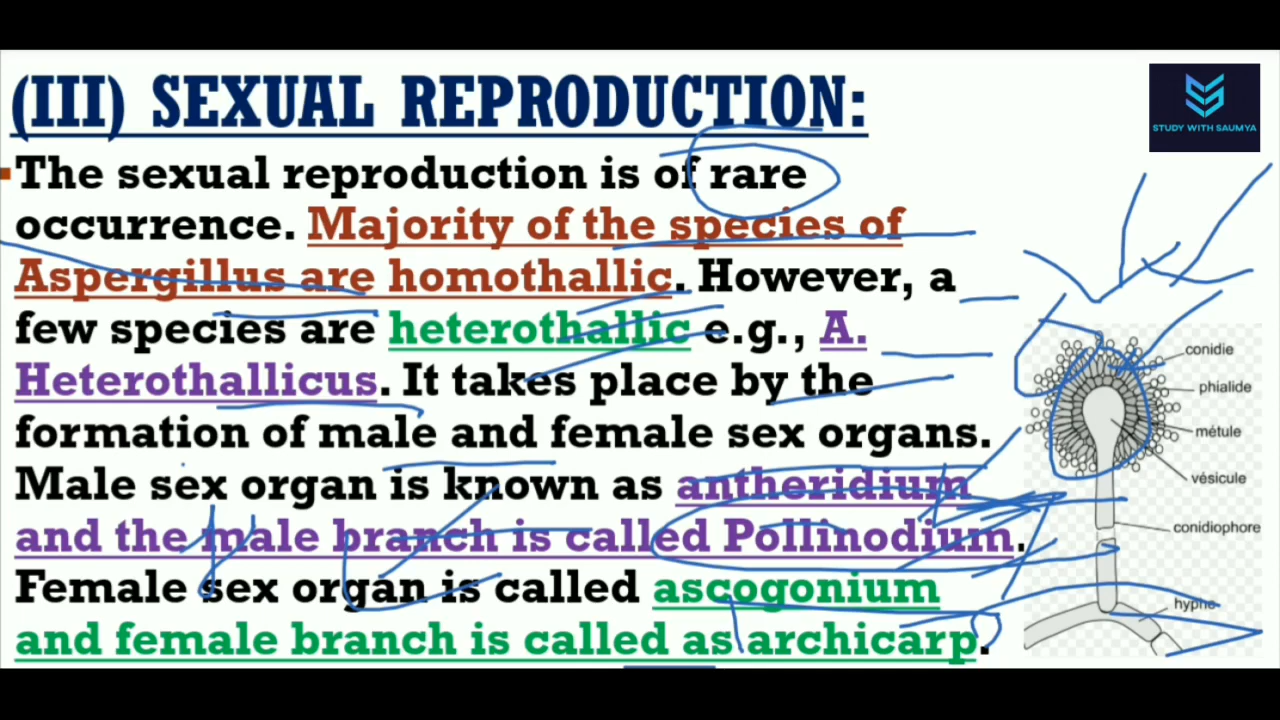 (III) SEXUAL REPRODUCTION:
STUDY WITH SAUMYA
The sexual reproduction is of rare
occurrence. Majority of the species of
Aspergillus are homothallic. However, a
few species are heterothallic e.g., A.
Heterothallicus. It takes place by the
formation of male and female sex organs.
Male sex organ is known as antheridium
and the male branch is called Pollinodium.
Female sex organ is called ascogonium
and female branch is called as archicarp.
conidie
phialide
métule
vésicule
conidiophore
hyphe